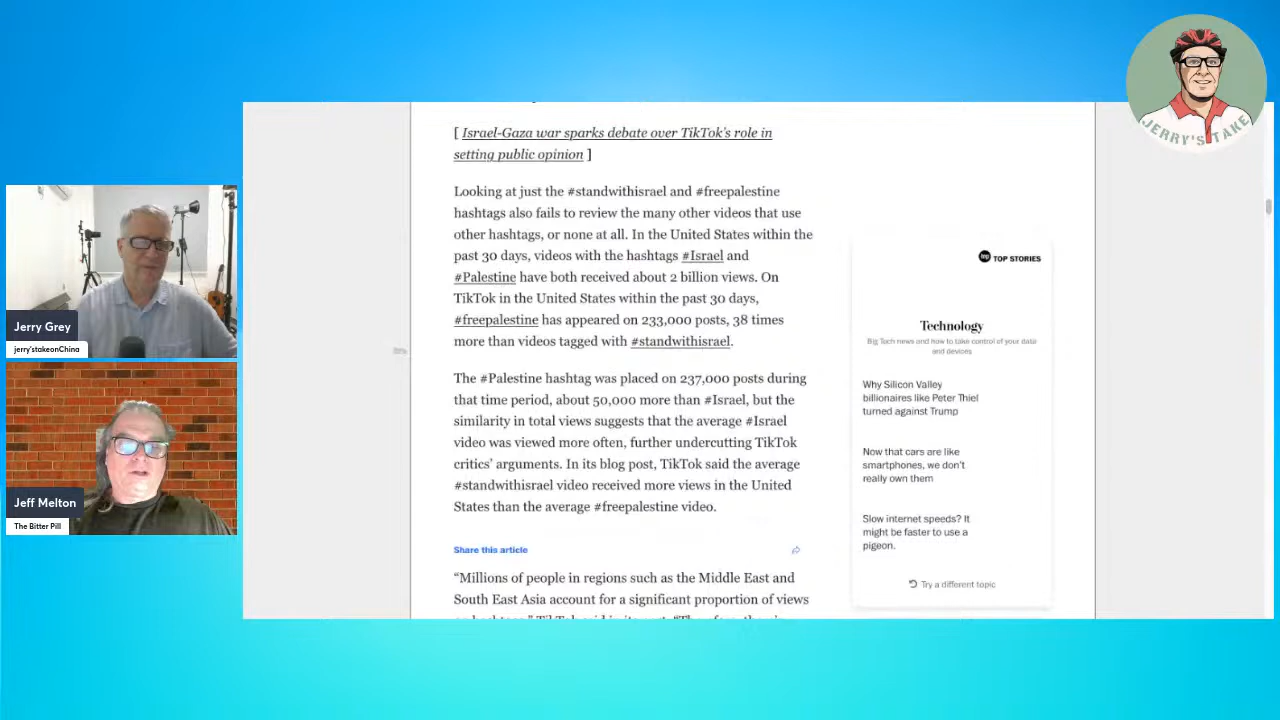 JERRY'S TAKE
Jerry Grey
jerry'stakeonChina
Jeff Melton
The Bitter Pill
[ Israel-Gaza war sparks debate over TikTok's role in
setting public opinion ]
Looking at just the #standwithisrael and #freepalestine
hashtags also fails to review the many other videos that use
other hashtags, or none at all. In the United States within the
past 30 days, videos with the hashtags #Israel and
#Palestine have both received about 2 billion views. On
TikTok in the United States within the past 30 days,
#freepalestine has appeared on 233,000 posts, 38 times
more than videos tagged with #standwithisrael.
The #Palestine hashtag was placed on 237,000 posts during
that time period, about 50,000 more than #Israel, but the
similarity in total views suggests that the average #Israel
video was viewed more often, further undercutting TikTok
critics' arguments. In its blog post, TikTok said the average
#standwithisrael video received more views in the United
States than the average #freepalestine video.
Share this article
“Millions of people in regions such as the Middle East and
South East Asia account for a significant proportion of views
TOP STORIES
Technology
Big Tech news and how to take control of your data
and devices
Why Silicon Valley
billionaires like Peter Thiel
turned against Trump
Now that cars are like
smartphones, we don't
really own them
Slow internet speeds? It
might be faster to use a
pigeon.
Try a different topic